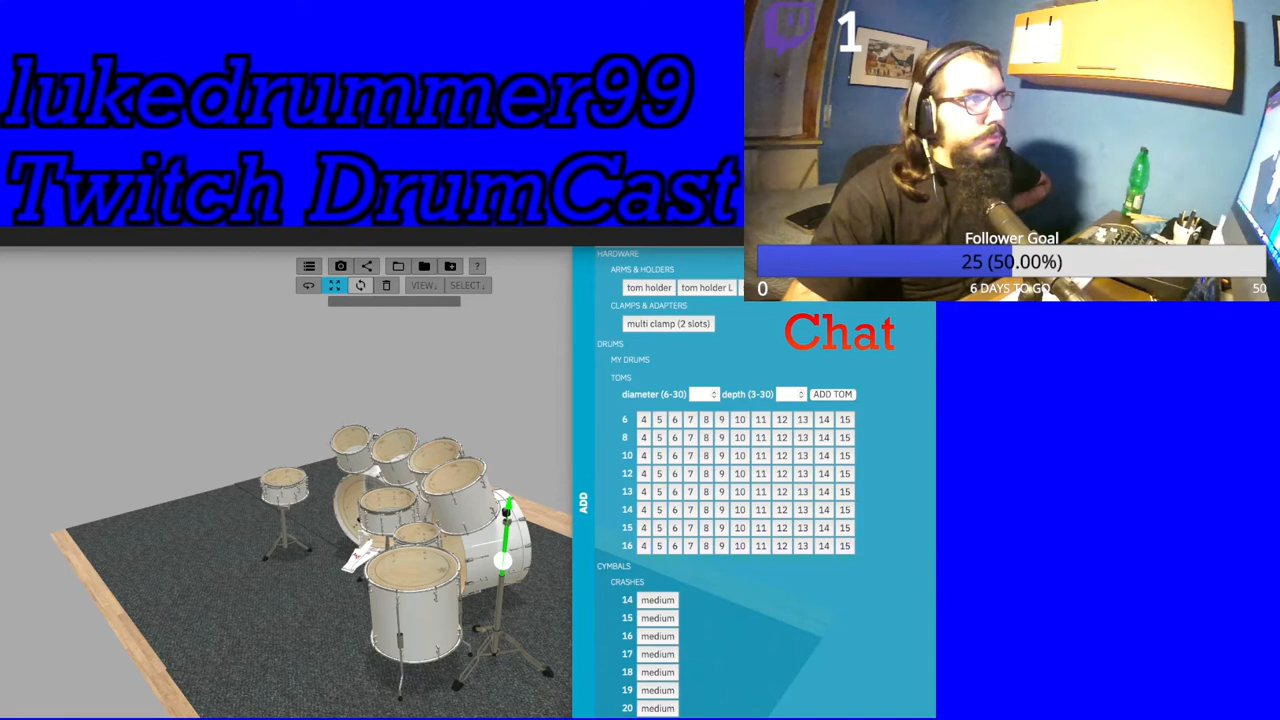 lukedrummer99
Twitch DrumCast
1
Follower Goal
25 (50.00%)
0
6 DAYS TO GO
50
Chat
?
VIEW↓
SELECT↓
ADD
HARDWARE
ARMS & HOLDERS
tom holder
tom holder L
CLAMPS & ADAPTERS
multi clamp (2 slots)
DRUMS
MY DRUMS
TOMS
diameter (6-30) depth (3-30) ADD TOM
6 4 5 6 7 8 9 10 11 12 13 14 15
8 4 5 6 7 8 9 10 11 12 13 14 15
10 4 5 6 7 8 9 10 11 12 13 14 15
12 4 5 6 7 8 9 10 11 12 13 14 15
13 4 5 6 7 8 9 10 11 12 13 14 15
14 4 5 6 7 8 9 10 11 12 13 14 15
15 4 5 6 7 8 9 10 11 12 13 14 15
16 4 5 6 7 8 9 10 11 12 13 14 15
CYMBALS
CRASHES
14 medium
15 medium
16 medium
17 medium
18 medium
19 medium
20 medium